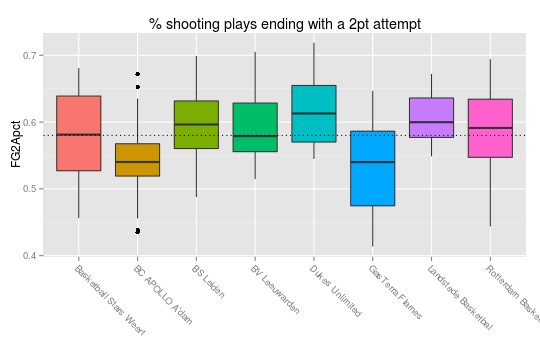 % shooting plays ending with a 2pt attempt
FG2Apct
0.7
0.6
0.5
0.4
Basketball Stars Weert
BC APOLLO A'dam
BS Leiden
BV Leeuwarden
Dukes Unlimited
GasTerra Flames
Landstede Basketbal
Rotterdam Baske